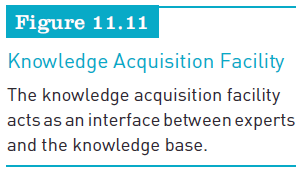 Figure 11.11
Knowledge Acquisition Facility
The knowledge acquisition facility
acts as an interface between experts
and the knowledge base.